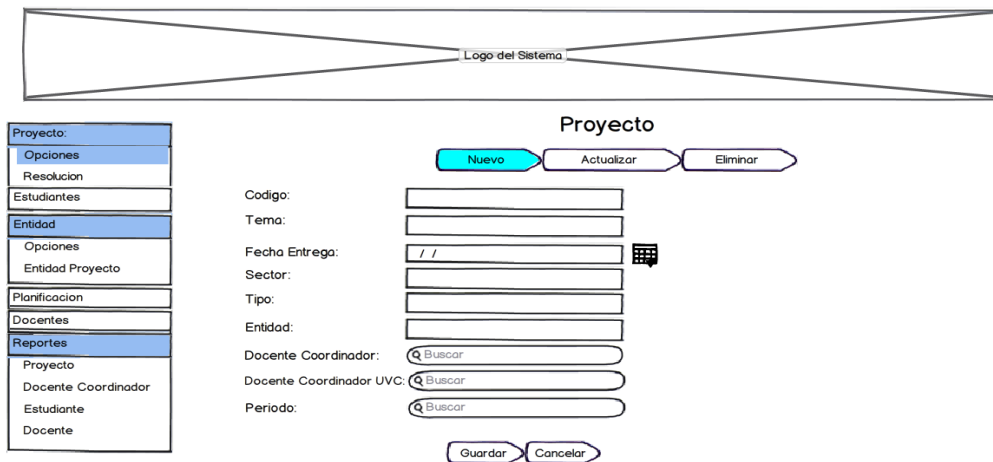 Logo del Sistema
Proyecto:
Opciones
Resolucion
Estudiantes
Entidad
Opciones
Entidad Proyecto
Planificacion
Docentes
Reportes
Proyecto
Docente Coordinador
Estudiante
Docente
Proyecto
Nuevo Actualizar Eliminar
Codigo:
Tema:
Fecha Entrega: / /
Sector:
Tipo:
Entidad:
Docente Coordinador: Buscar
Docente Coordinador UVC: Buscar
Periodo: Buscar
Guardar Cancelar